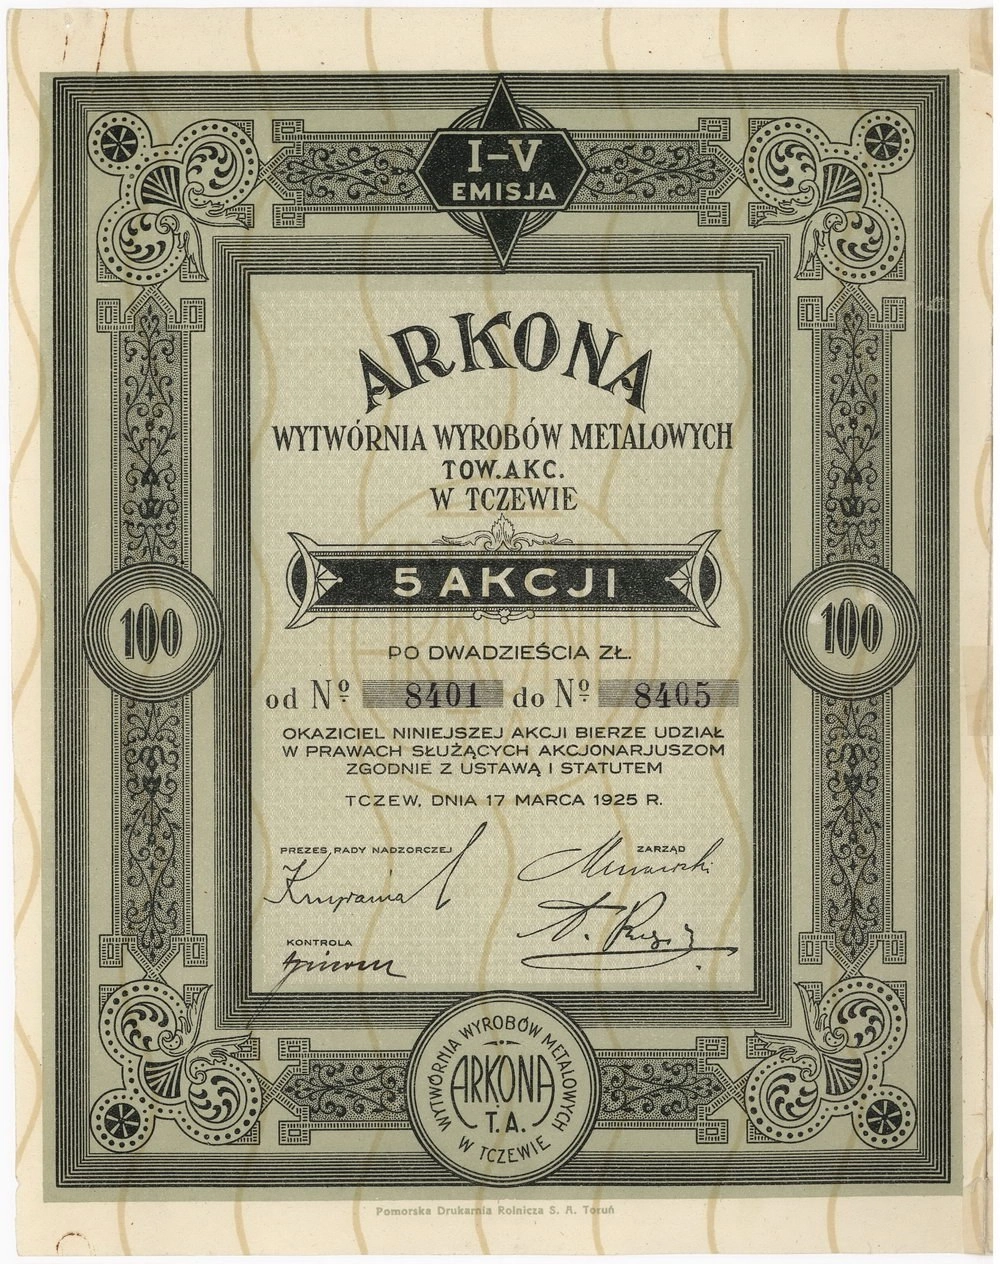 I–V
EMISJA
ARKONA
WYTWÓRNIA WYROBÓW METALOWYCH
TOW. AKC.
W TCZEWIE
5 AKCJI
100
100
PO DWADZIEŚCIA ZŁ.
od Nº 8401 do Nº 8405
OKAZICIEL NINIEJSZEJ AKCJI BIERZE UDZIAŁ
W PRAWACH SŁUŻĄCYCH AKCJONARJUSZOM
ZGODNIE Z USTAWĄ I STATUTEM
TCZEW, DNIA 17 MARCA 1925 R.
PREZES RADY NADZORCZEJ
ZARZĄD
KONTROLA
WYTWÓRNIA WYROBÓW METALOWYCH
ARKONA
T. A.
W TCZEWIE
Pomorska Drukarnia Rolnicza S. A. Toruń